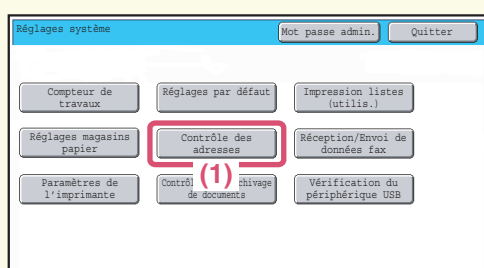 Réglages système
Mot passe admin.
Quitter
Compteur de
travaux
Réglages par défaut
Impression listes
(utilis.)
Réglages magasins
papier
Contrôle des
adresses
Réception/Envoi de
données fax
Paramètres de
l'imprimante
(1)
de documents
Vérification du
périphérique USB